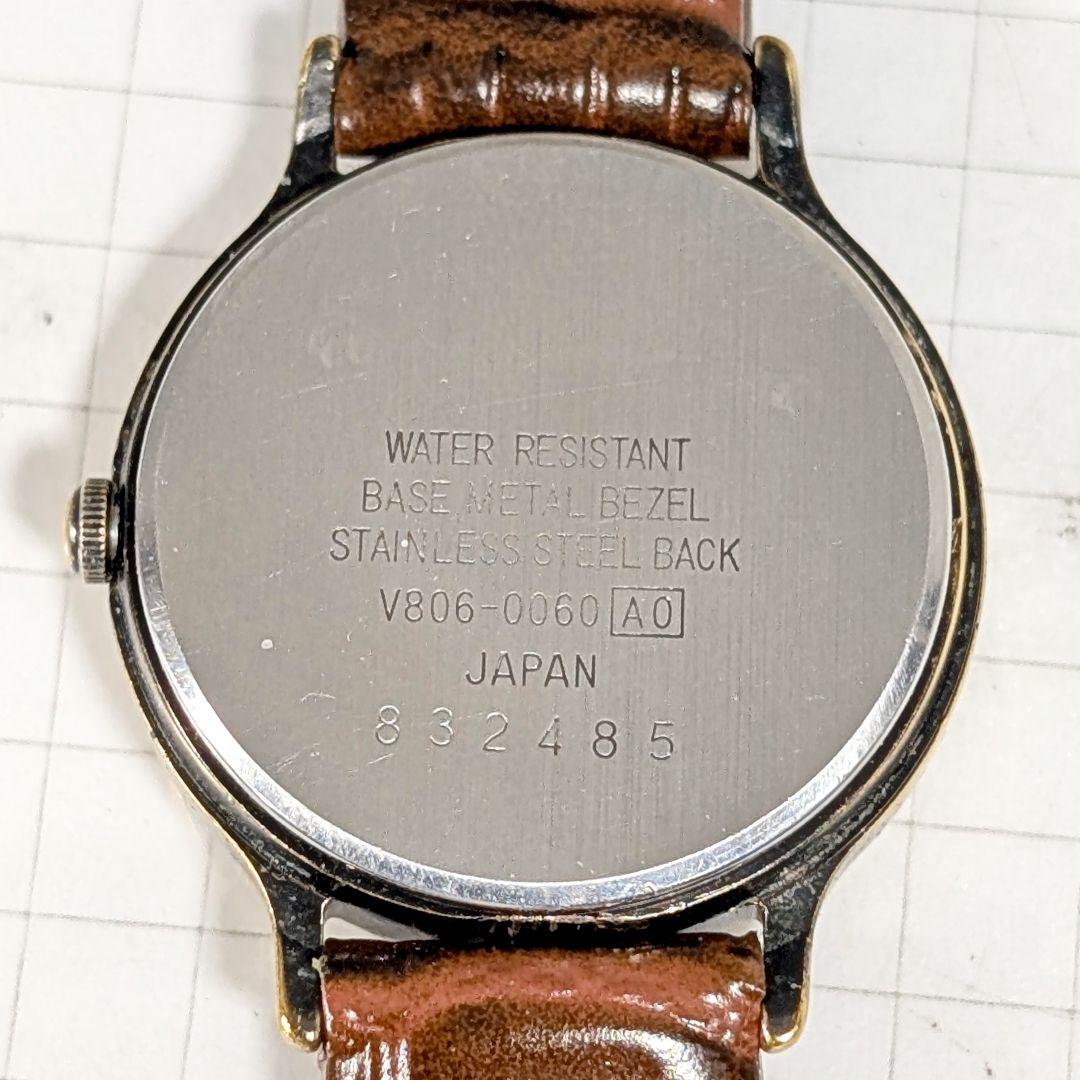 WATER RESISTANT
BASE METAL BEZEL
STAINLESS STEEL BACK
V806-0060 A0
JAPAN
832485